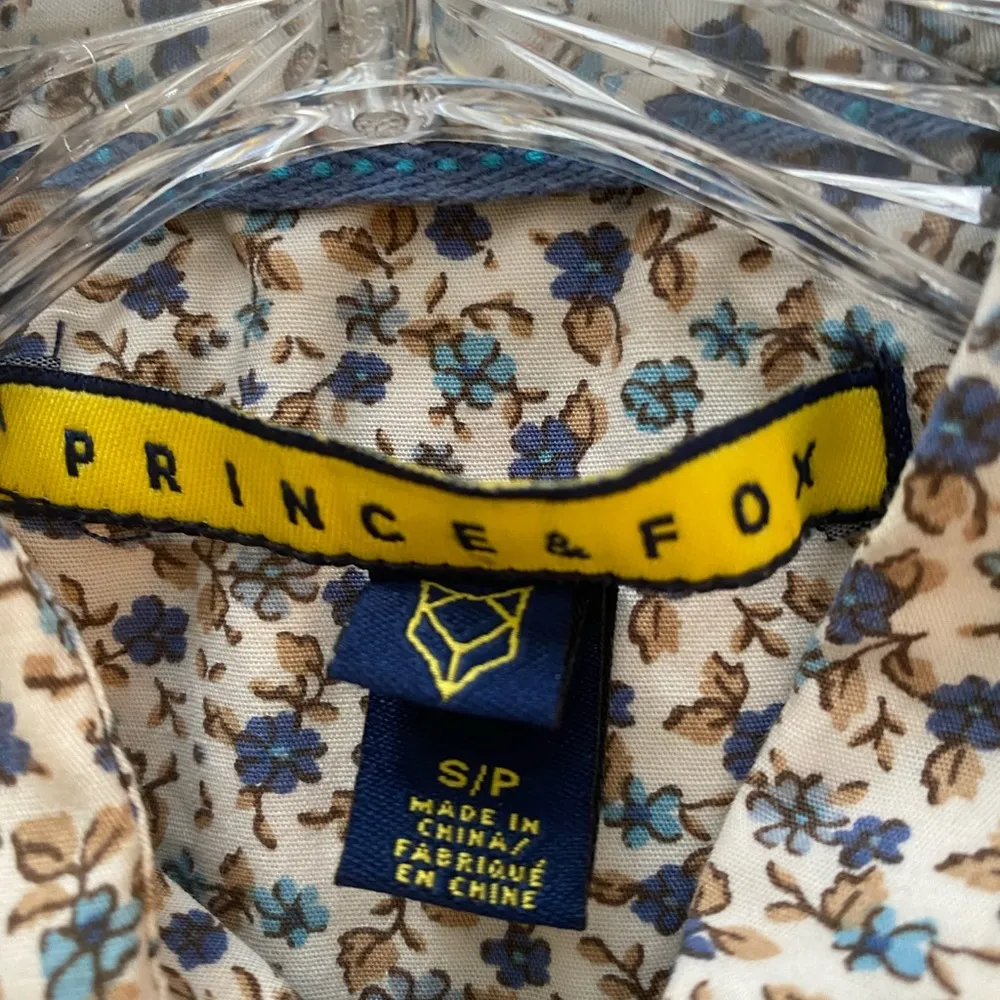 PRINCE & FOX
S/P
MADE IN
CHINA/
FABRIQUÉ
EN CHINE